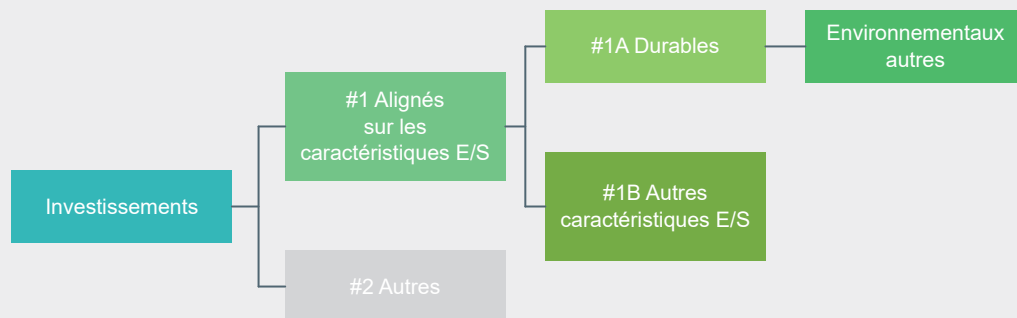 Investissements
#1 Alignés
sur les
caractéristiques E/S
#2 Autres
#1A Durables
#1B Autres
caractéristiques E/S
Environnementaux
autres